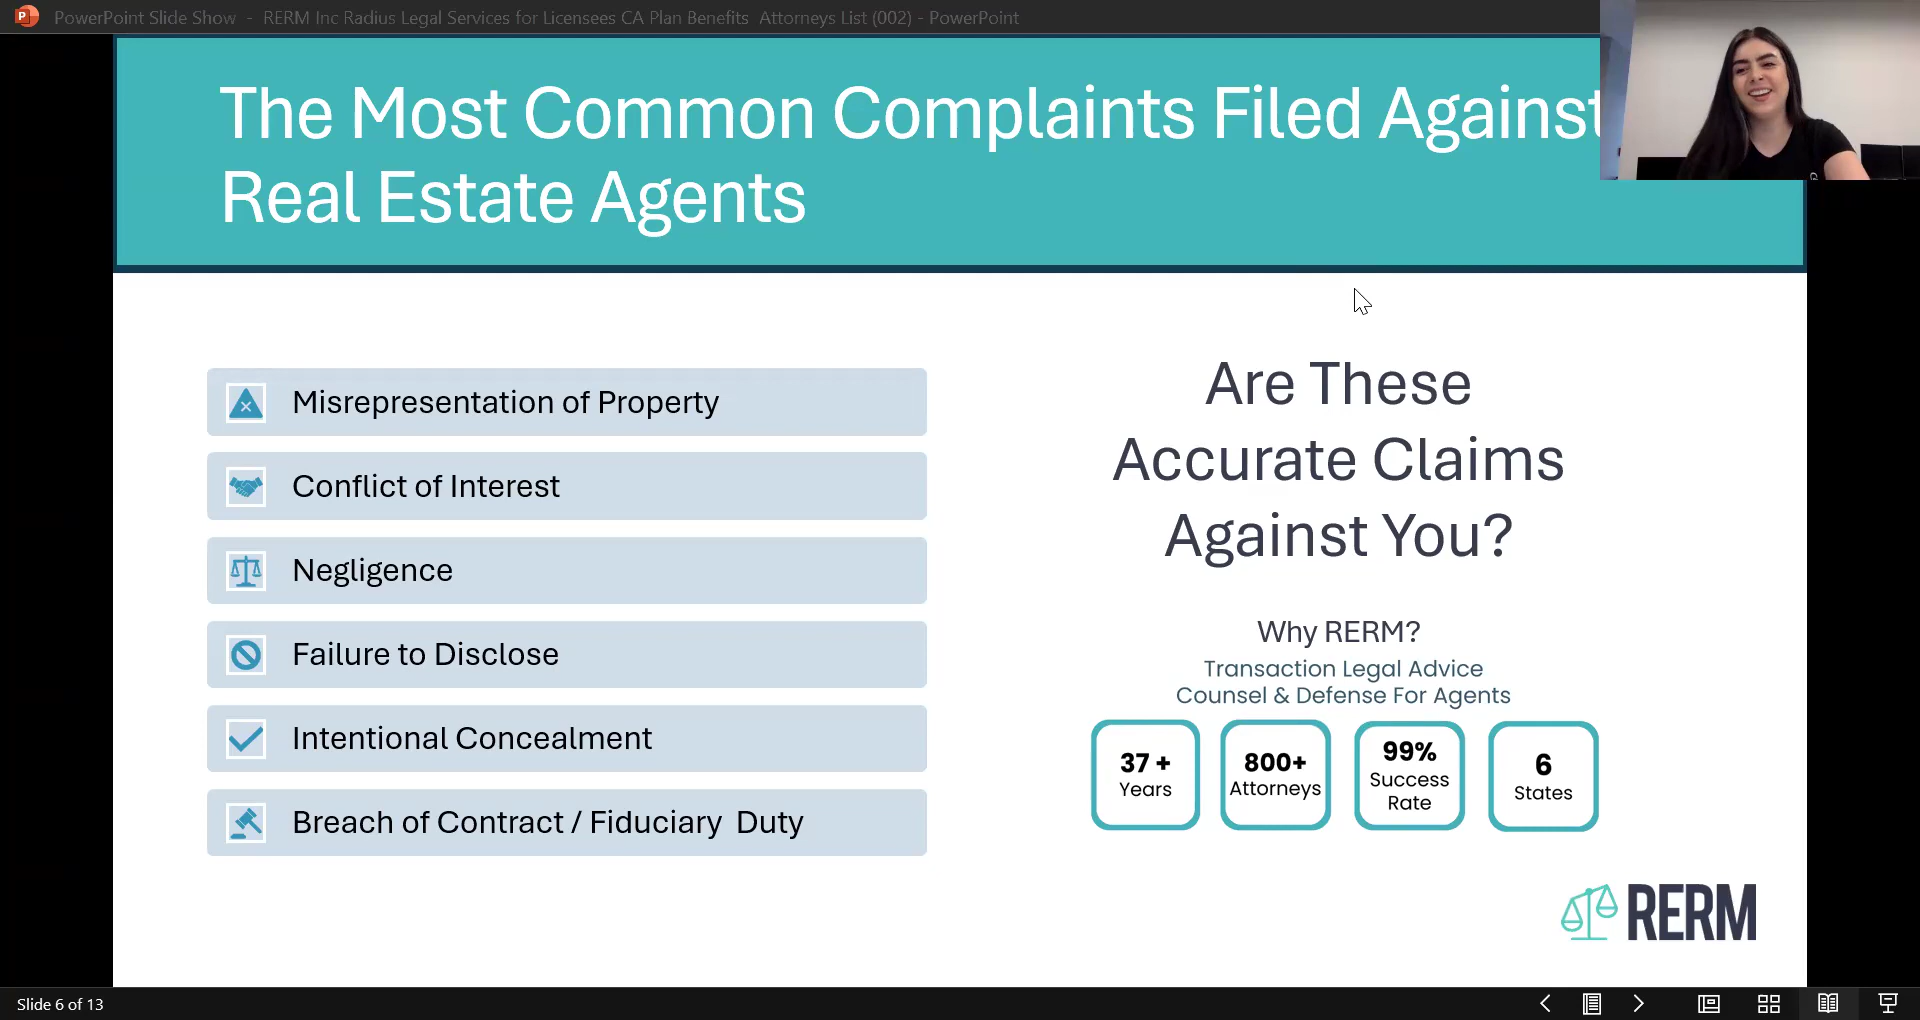 PowerPoint Slide Show - RERM Inc Radius Legal Services for Licensees CA Plan Benefits Attorneys List (002) - PowerPoint
The Most Common Complaints Filed Against
Real Estate Agents
Misrepresentation of Property
Conflict of Interest
Negligence
Failure to Disclose
Intentional Concealment
Breach of Contract / Fiduciary Duty
Are These
Accurate Claims
Against You?
Why RERM?
Transaction Legal Advice
Counsel & Defense For Agents
37 +
Years
800+
Attorneys
99%
Success
Rate
6
States
RERM
Slide 6 of 13